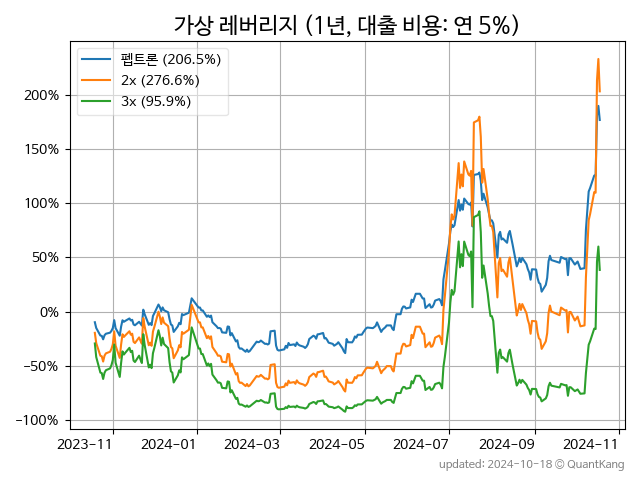 가상 레버리지 (1년, 대출 비용: 연 5%)
펩트론 (206.5%)
2x (276.6%)
3x (95.9%)
200%
150%
100%
50%
0%
−50%
−100%
2023-11 2024-01 2024-03 2024-05 2024-07 2024-09 2024-11
updated: 2024-10-18 © QuantKang